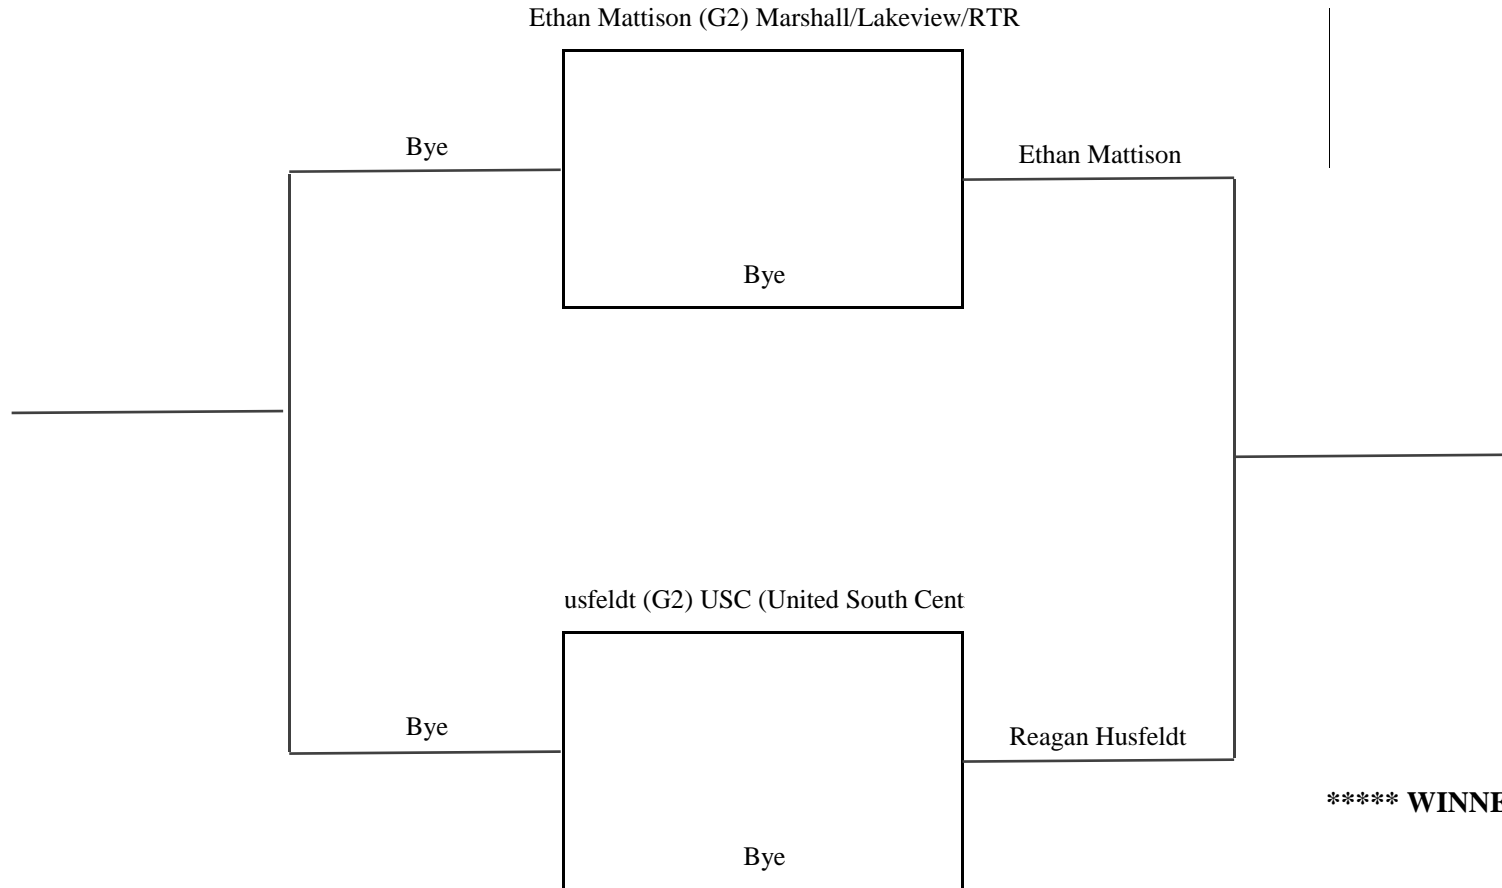 Ethan Mattison (G2) Marshall/Lakeview/RTR
Bye
Ethan Mattison
Bye
usfeldt (G2) USC (United South Cent
Bye
Reagan Husfeldt
***** WINNE
Bye